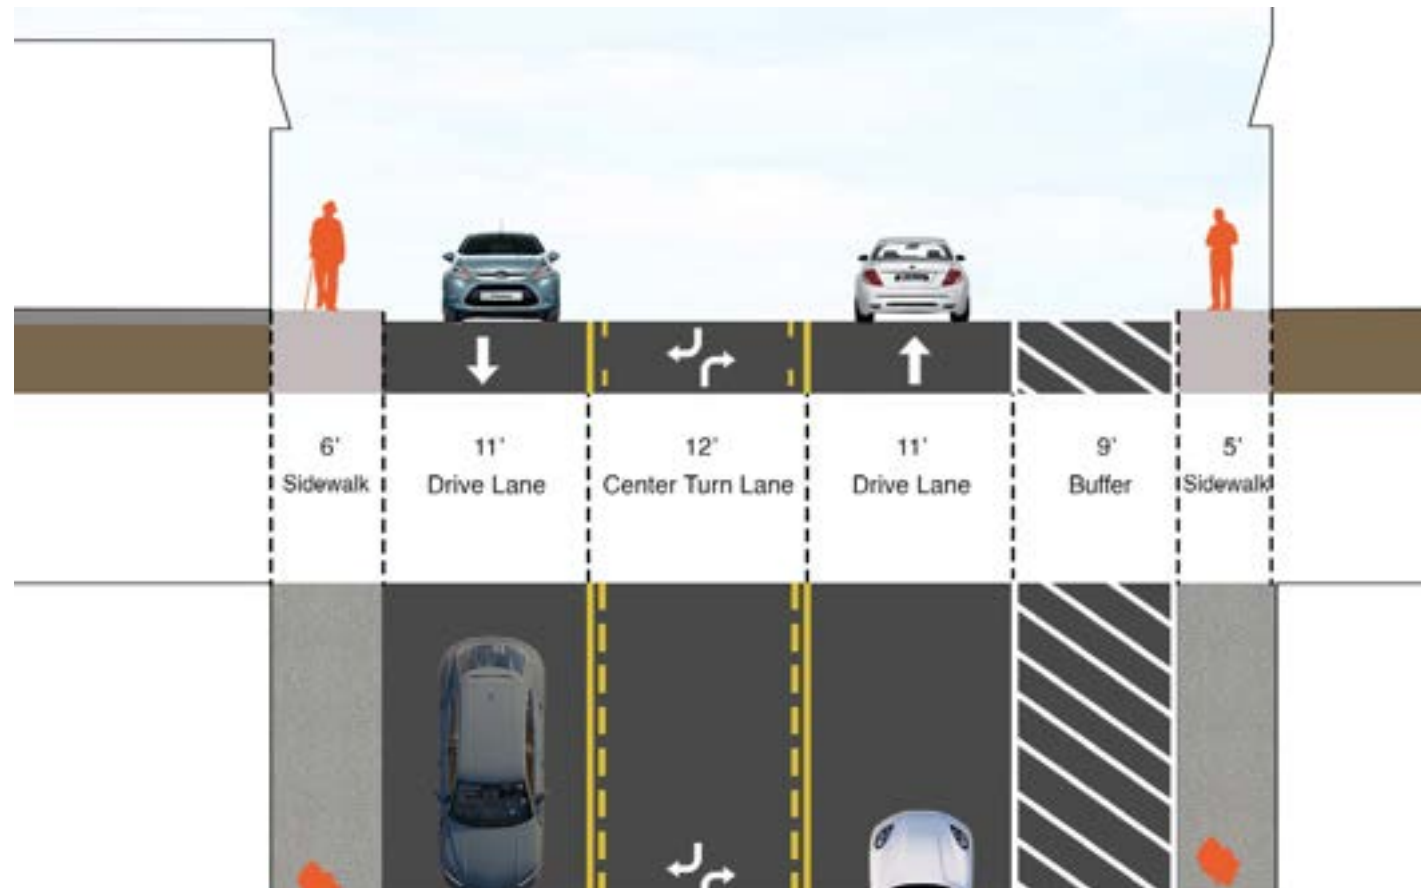 6'
Sidewalk
11'
Drive Lane
12'
Center Turn Lane
11'
Drive Lane
9'
Buffer
5'
Sidewalk